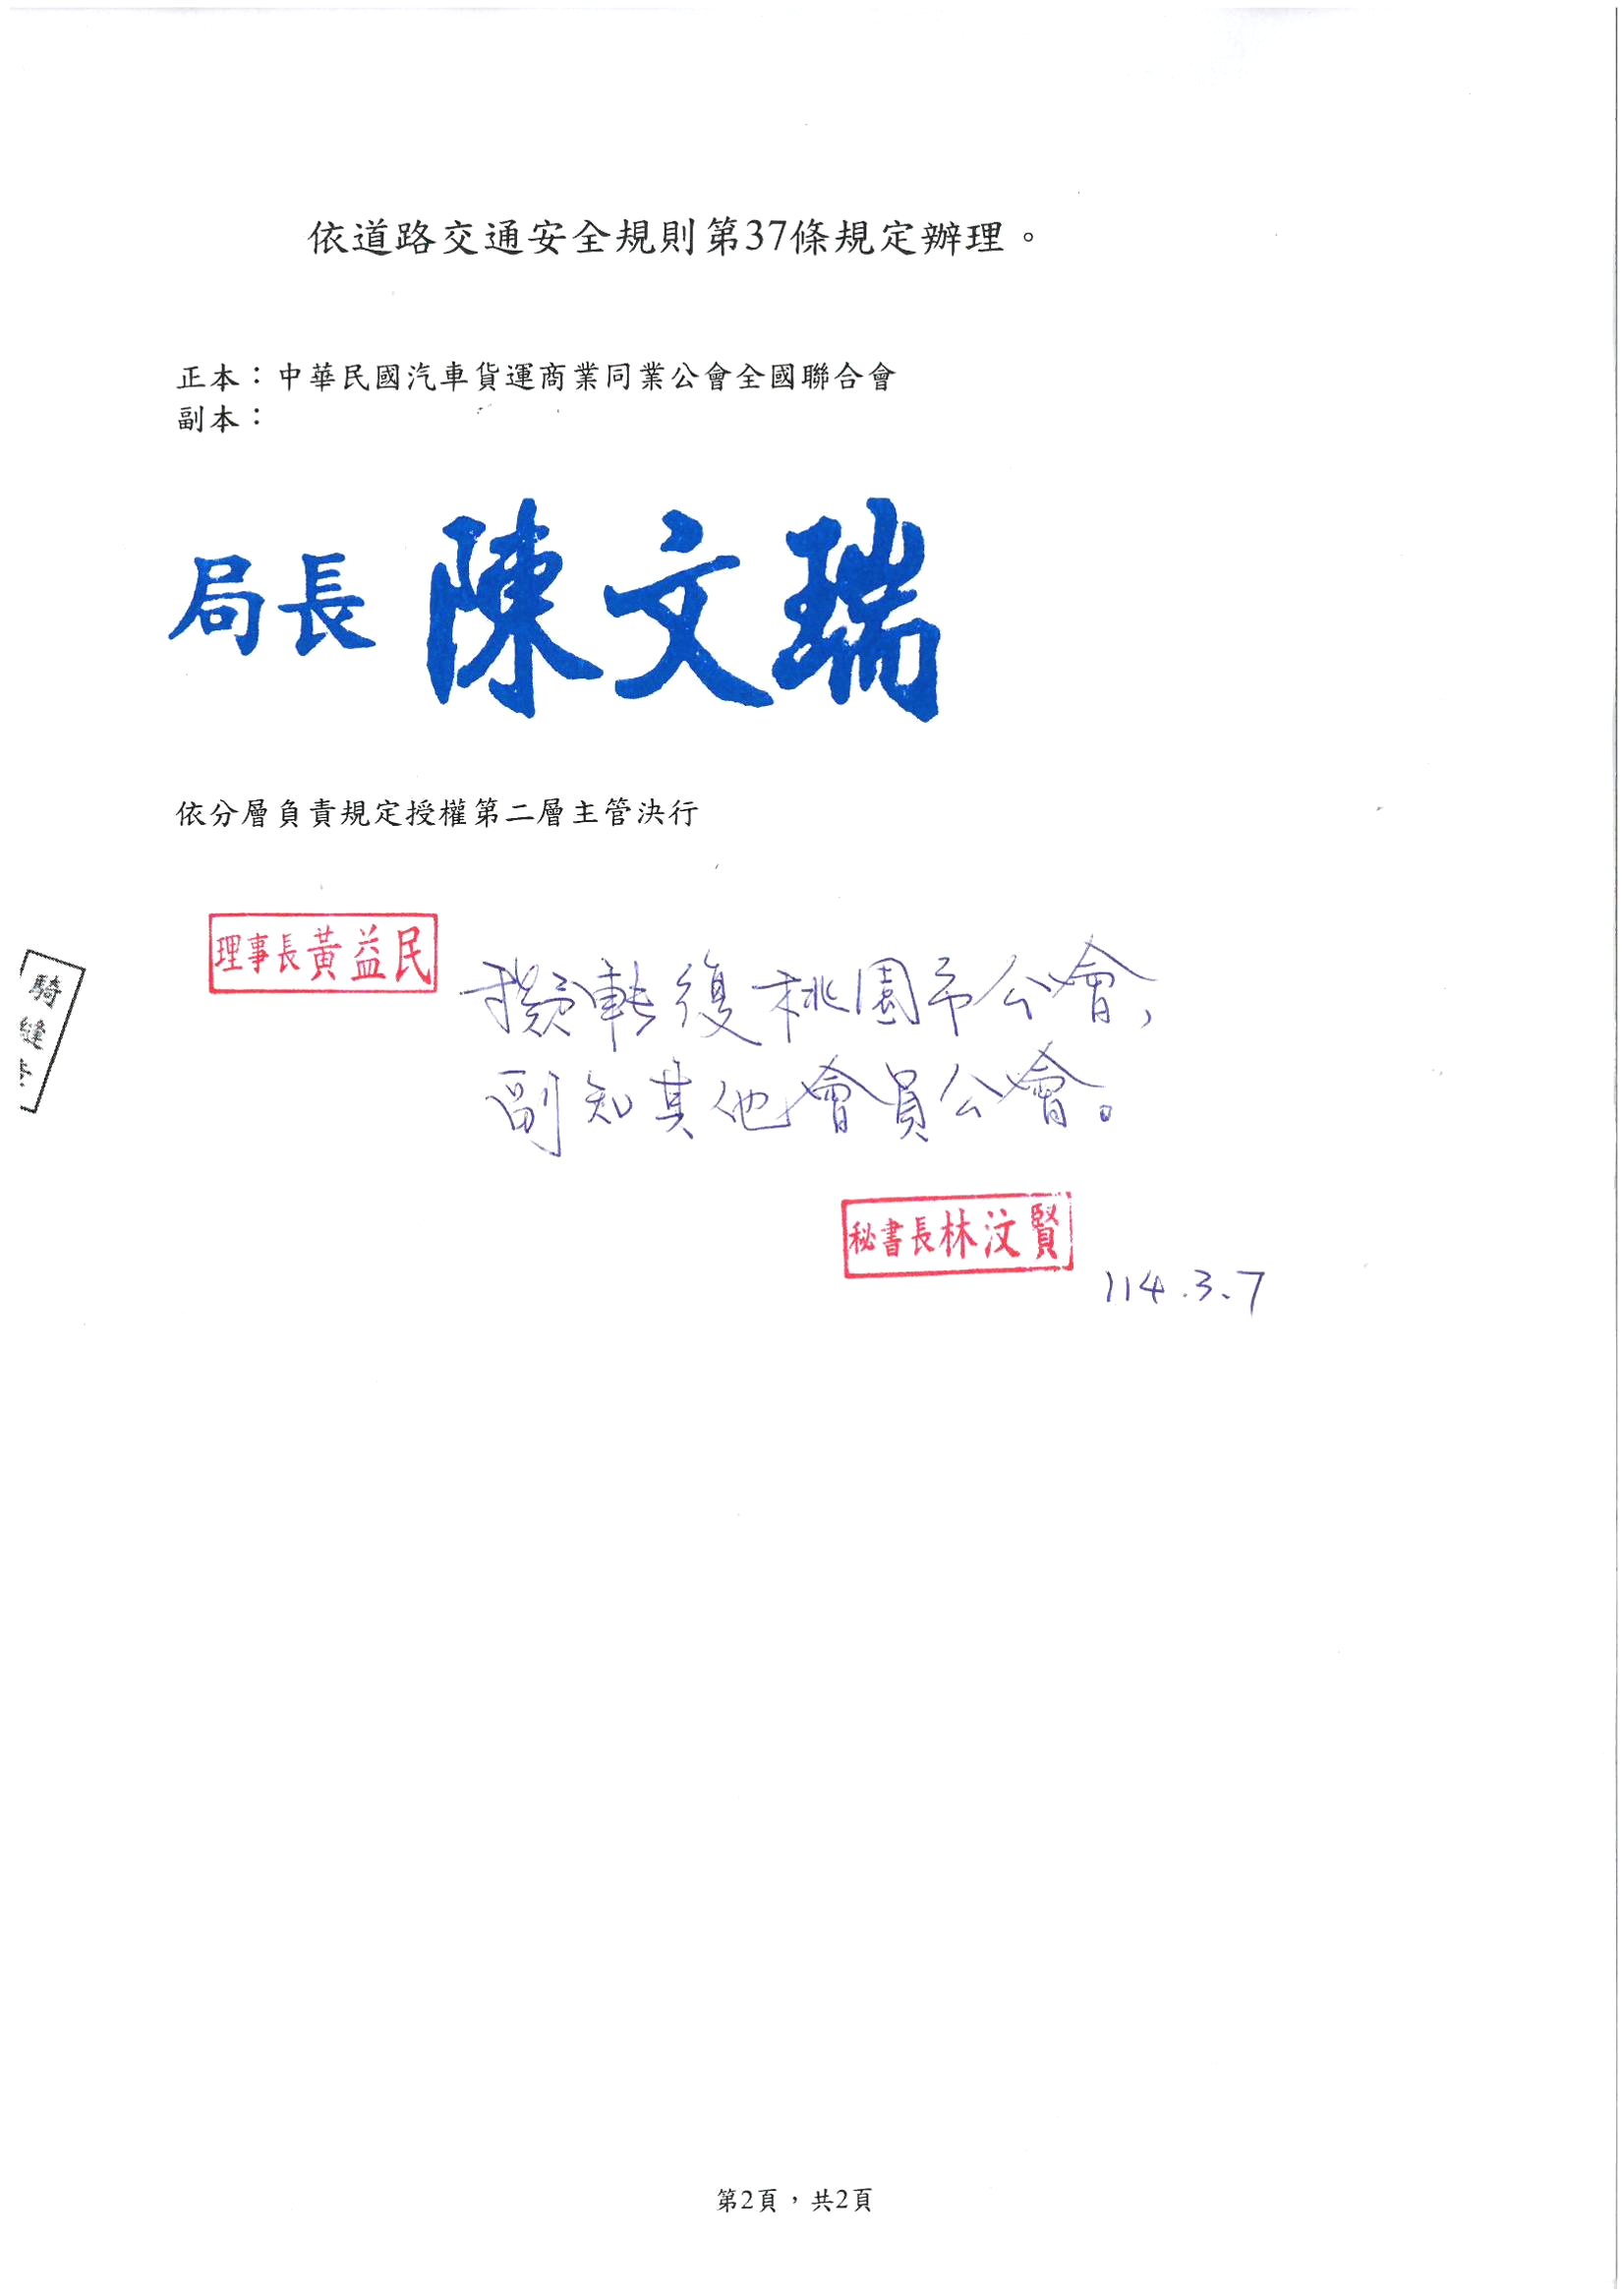 依道路交通安全規則第37條規定辦理。
正本：中華民國汽車貨運商業同業公會全國聯合會
副本：
局長 陳文瑞
依分層負責規定授權第二層主管決行
理事長黃益民
擬轉復桃園市公會,
副知其他會員公會。
騎
縫
秘書長林汶賢
114.3.7
第2頁，共2頁